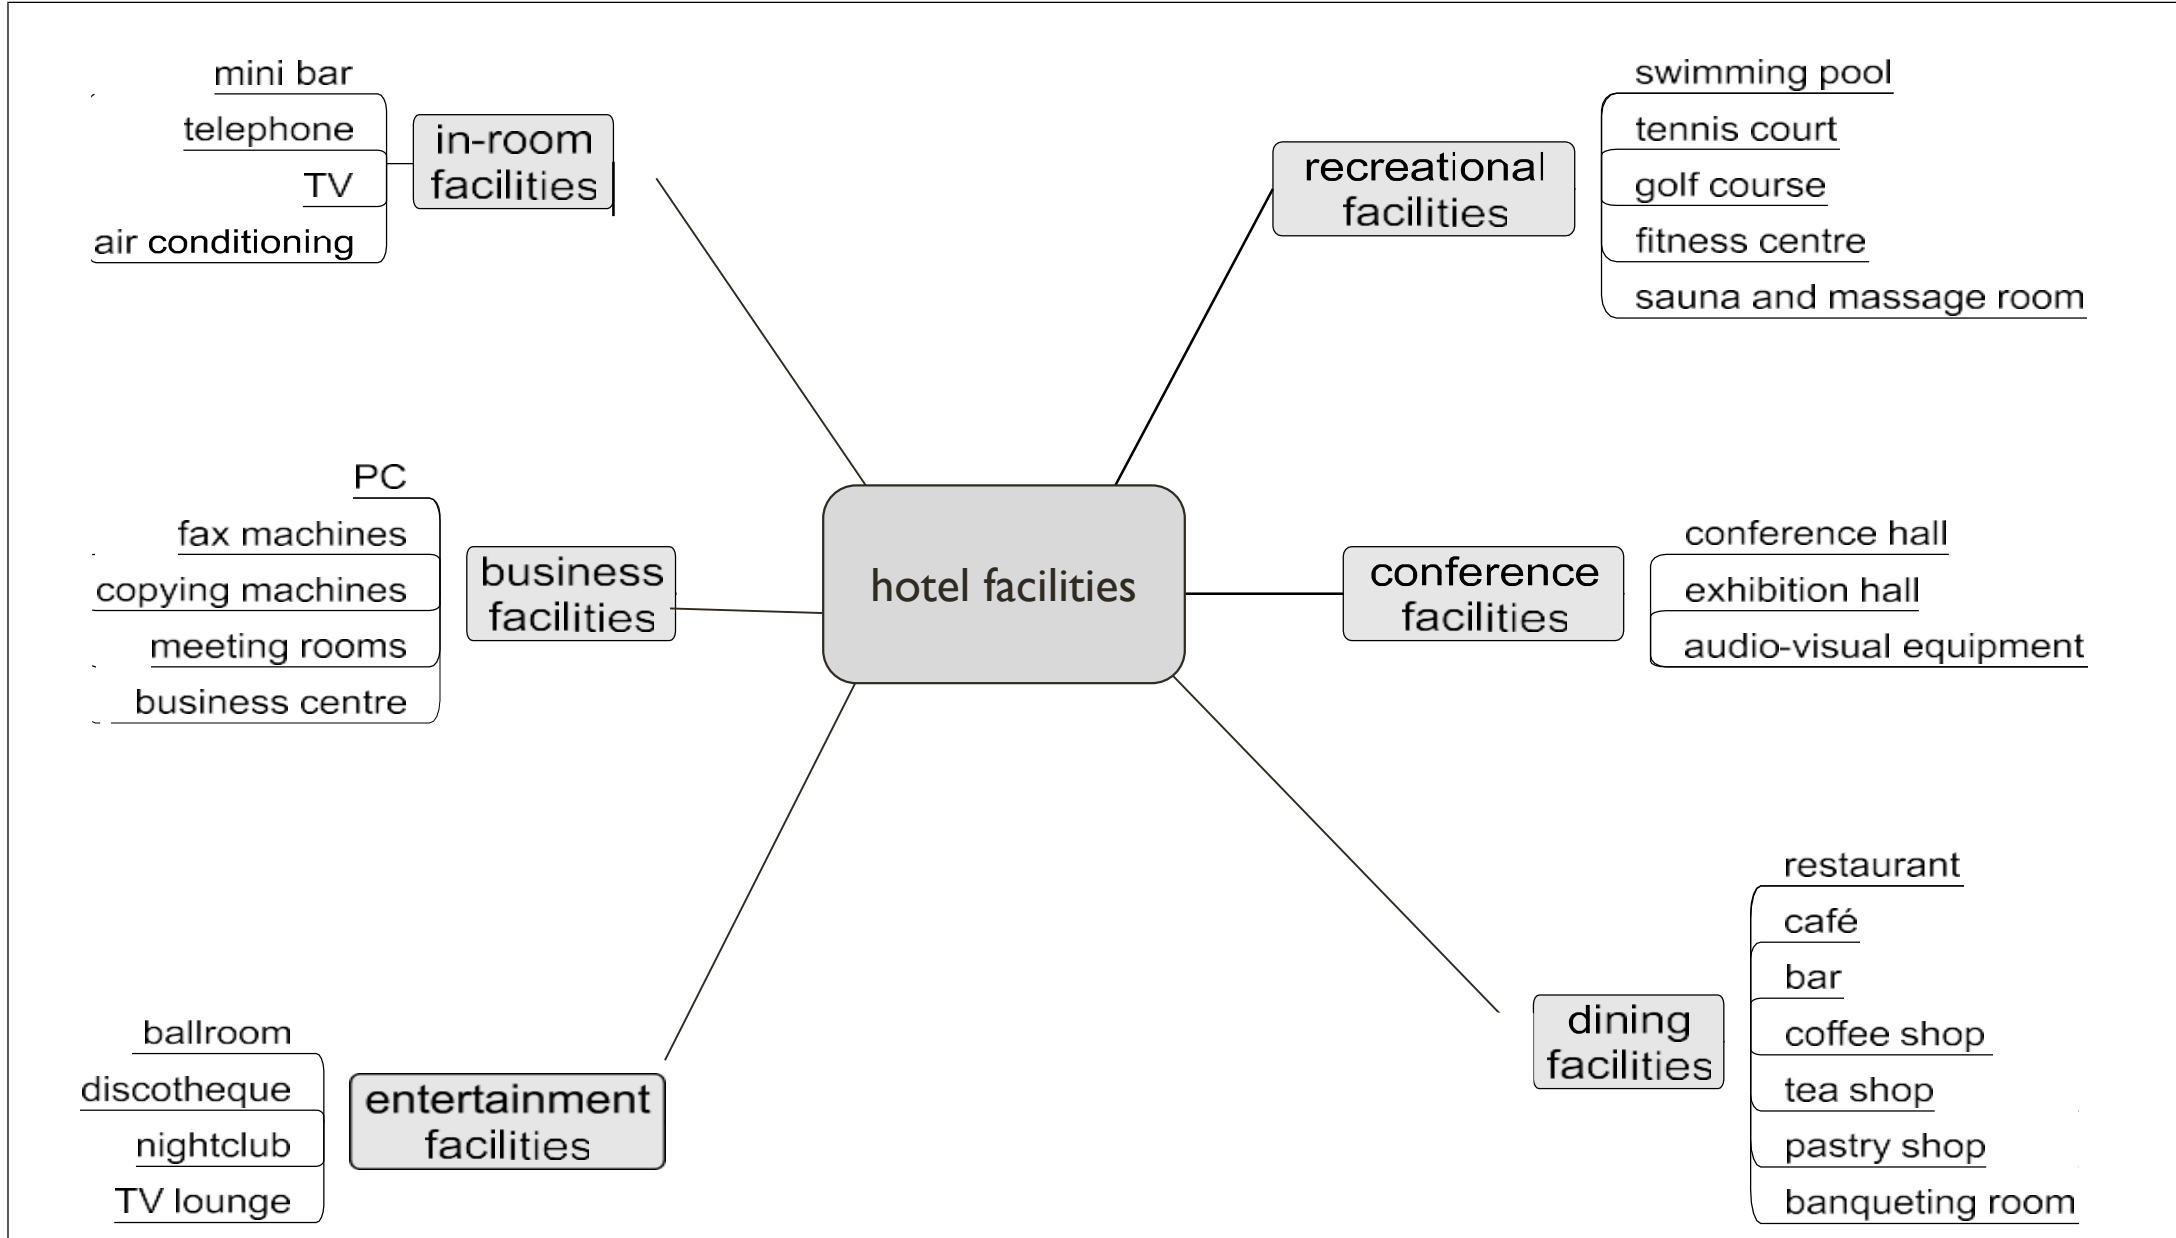 mini bar
telephone
TV
air conditioning
in-room
facilities
swimming pool
tennis court
golf course
fitness centre
sauna and massage room
recreational
facilities
PC
fax machines
copying machines
meeting rooms
business centre
business
facilities
hotel facilities
conference
facilities
conference hall
exhibition hall
audio-visual equipment
ballroom
discotheque
nightclub
TV lounge
entertainment
facilities
dining
facilities
restaurant
café
bar
coffee shop
tea shop
pastry shop
banqueting room